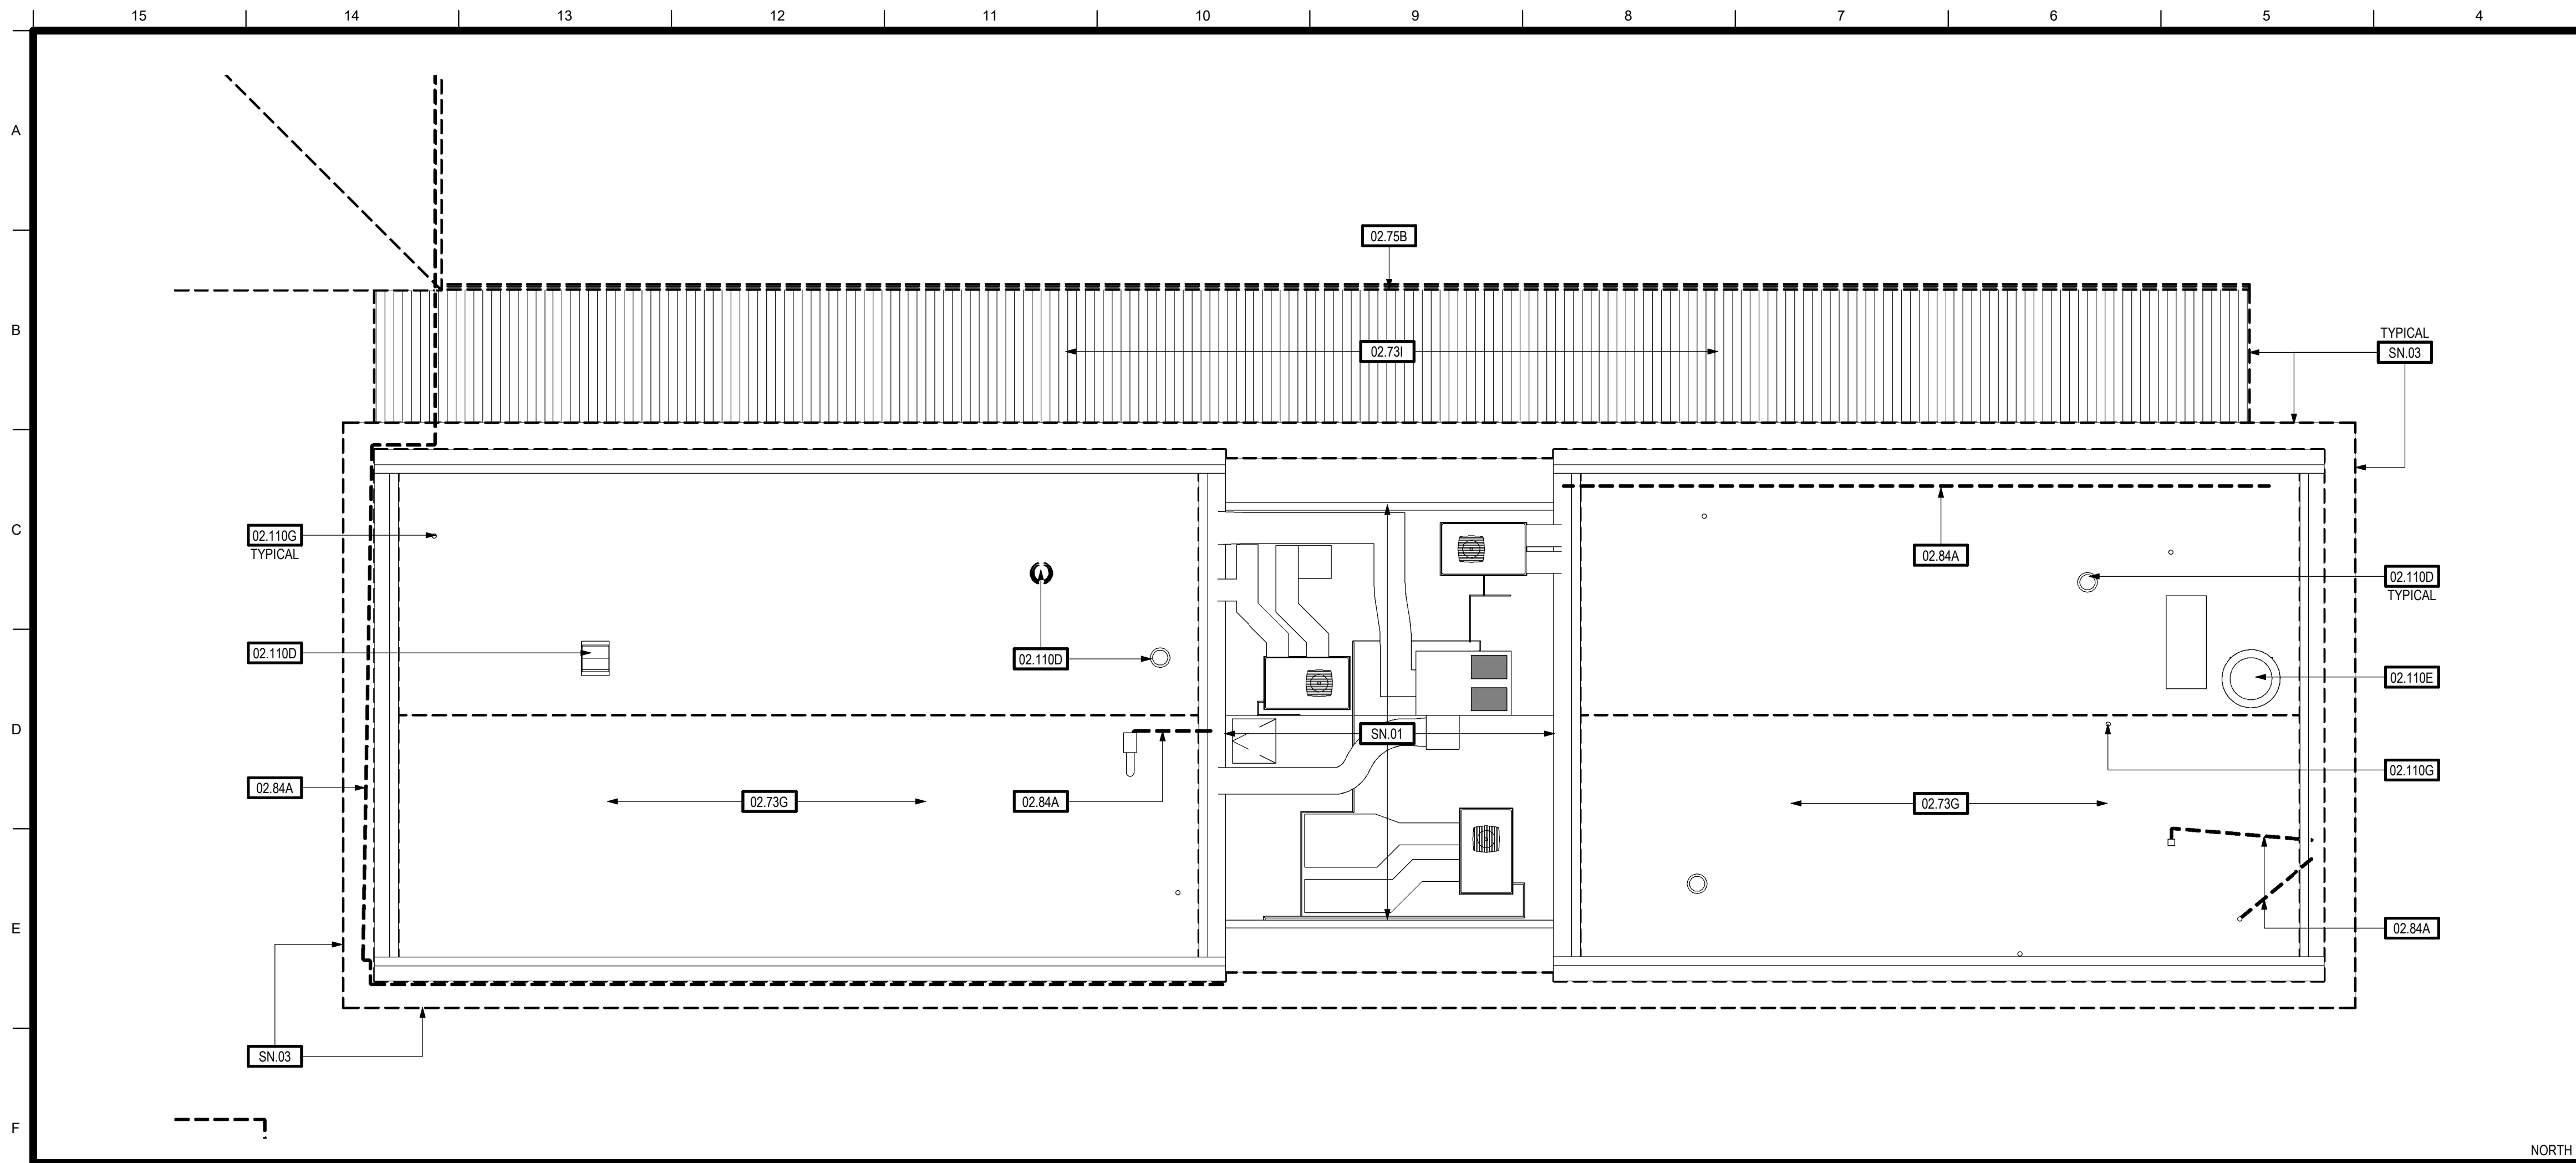 15 14 13 12 11 10 9 8 7 6 5 4
A
02.75B
B
TYPICAL
02.73I
SN.03
C
02.110G
TYPICAL
02.84A
02.110D
TYPICAL
02.110D
02.110D
02.110E
D
SN.01
02.110G
02.84A
02.73G
02.84A
02.73G
E
02.84A
SN.03
F
NORTH